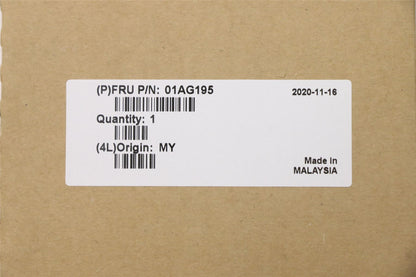 (P)FRU P/N: 01AG195
2020-11-16
Quantity: 1
(4L)Origin: MY
Made in
MALAYSIA